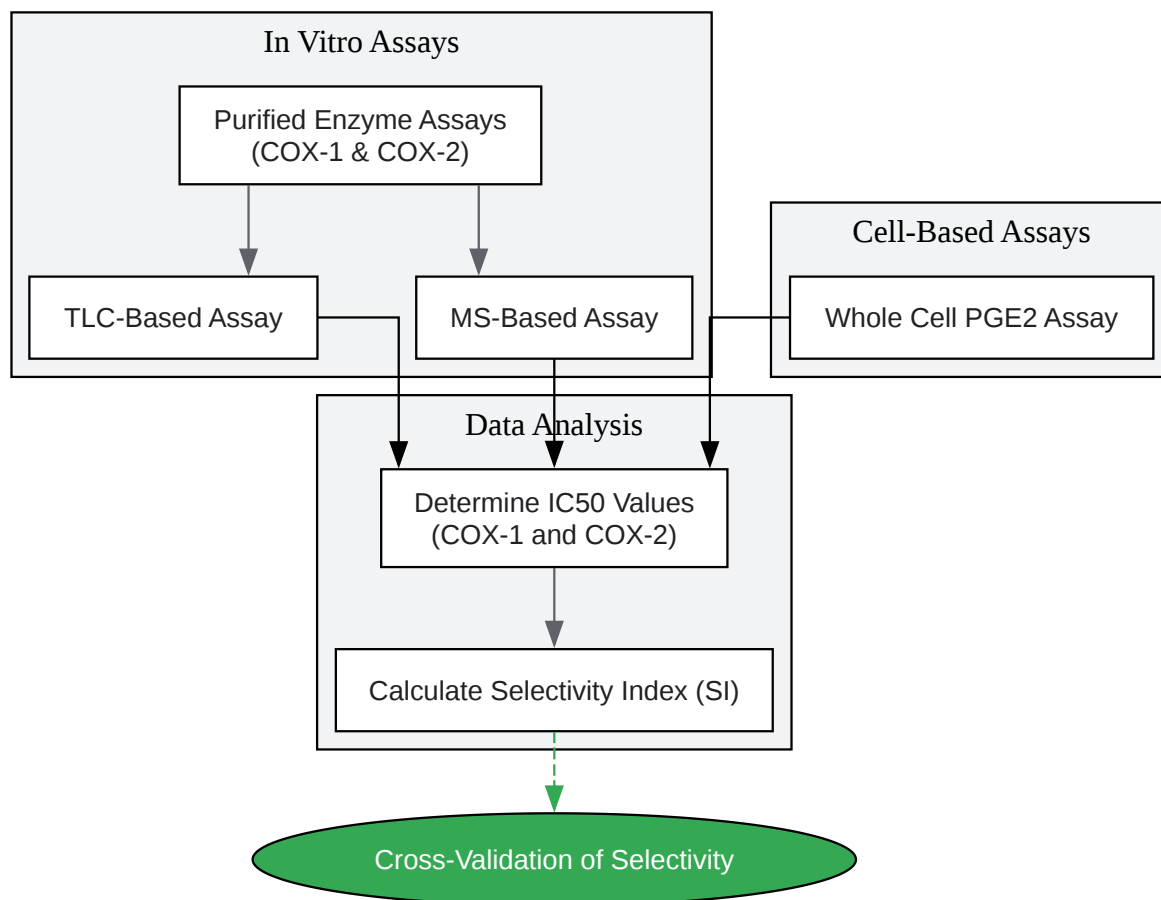 In Vitro Assays
Purified Enzyme Assays
(COX-1 & COX-2)
Cell-Based Assays
TLC-Based Assay
MS-Based Assay
Whole Cell PGE2 Assay
Data Analysis
Determine IC50 Values
(COX-1 and COX-2)
Calculate Selectivity Index (SI)
Cross-Validation of Selectivity